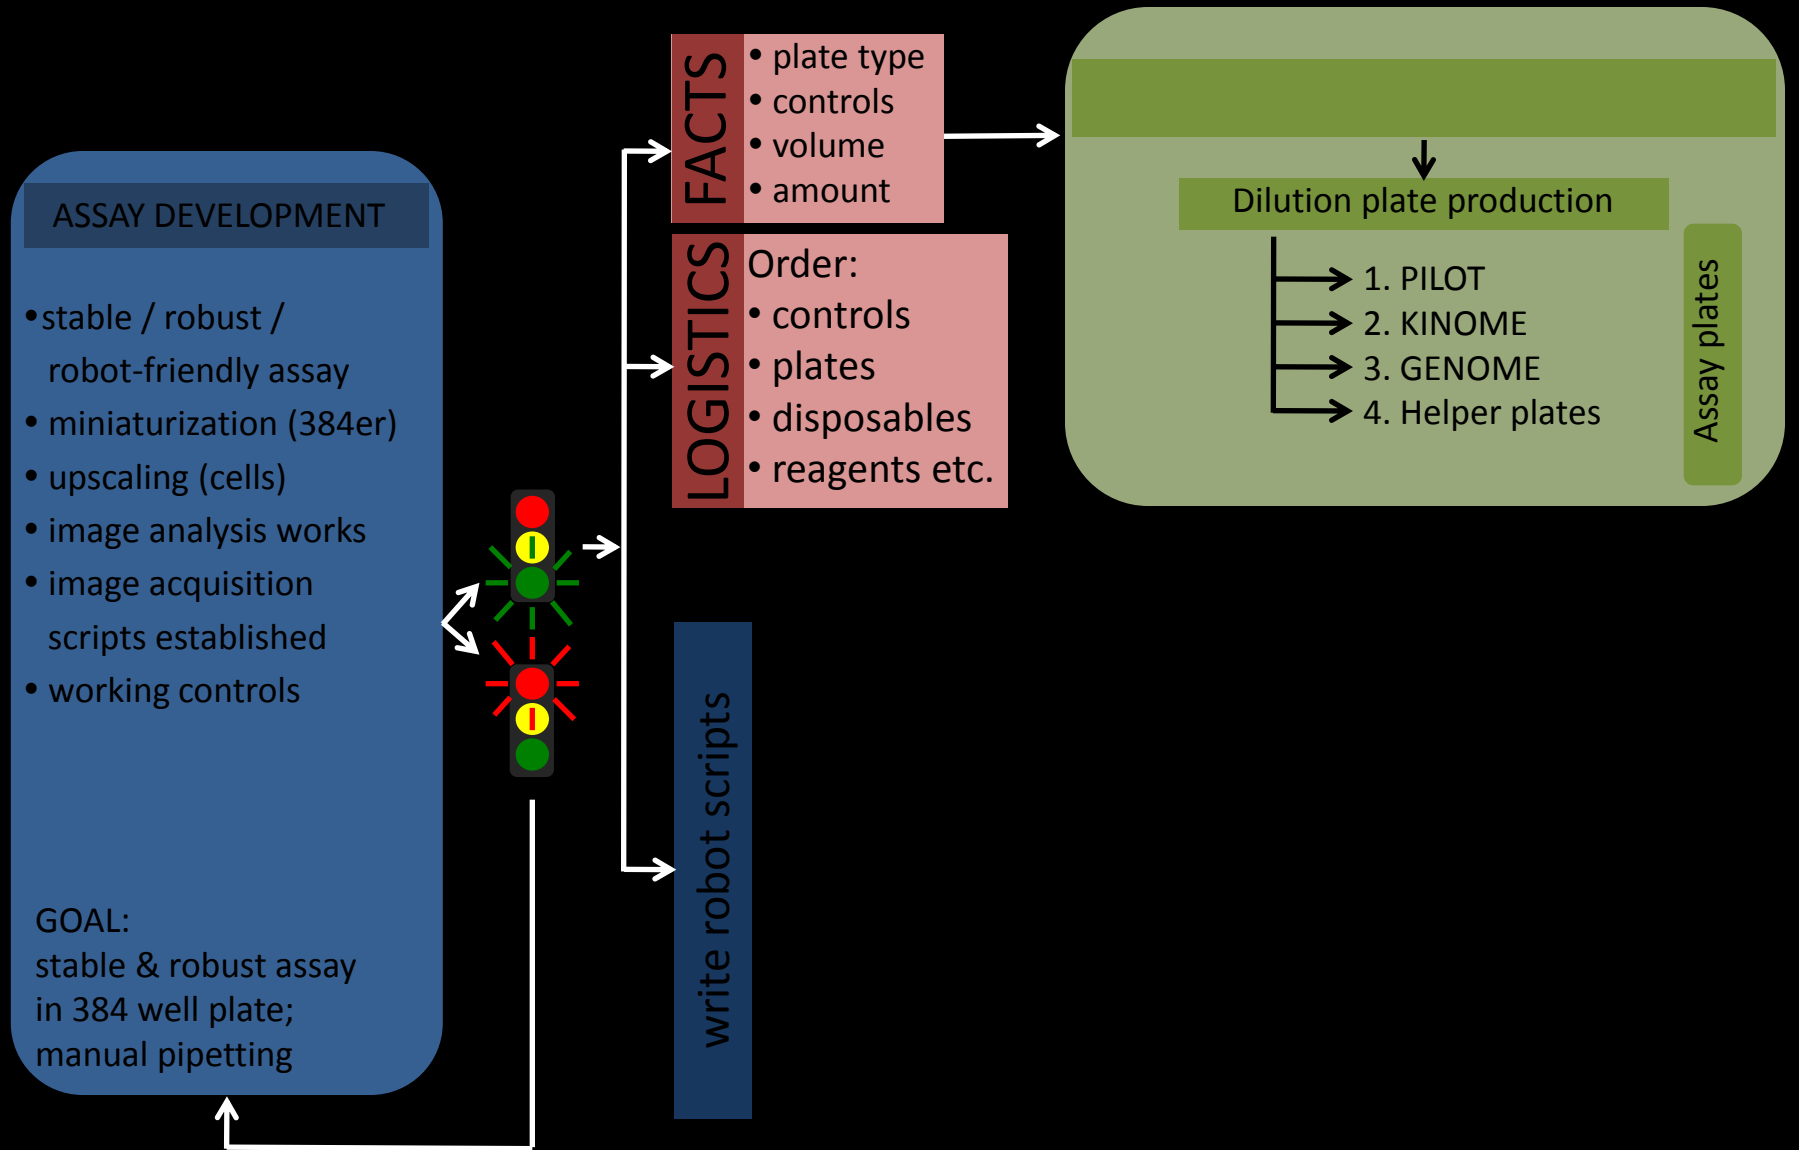 ASSAY DEVELOPMENT
•stable / robust /
robot-friendly assay
• miniaturization (384er)
• upscaling (cells)
• image analysis works
• image acquisition
scripts established
• working controls
GOAL:
stable & robust assay
in 384 well plate;
manual pipetting
FACTS
• plate type
• controls
• volume
• amount
LOGISTICS
Order:
• controls
• plates
• disposables
• reagents etc.
write robot scripts
Dilution plate production
1. PILOT
2. KINOME
3. GENOME
4. Helper plates
Assay plates